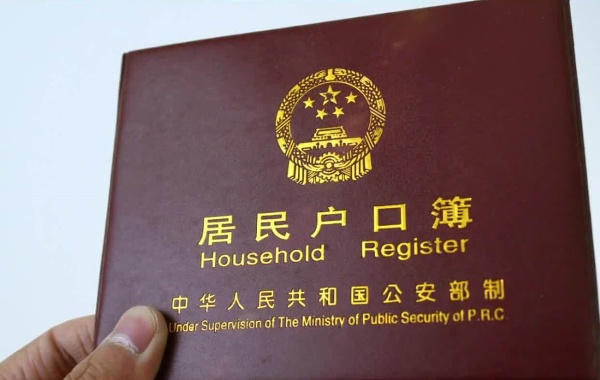 居民户口簿
Household Register
中华人民共和国公安部制
Under Supervision of The Ministry of Public Security of P.R.C